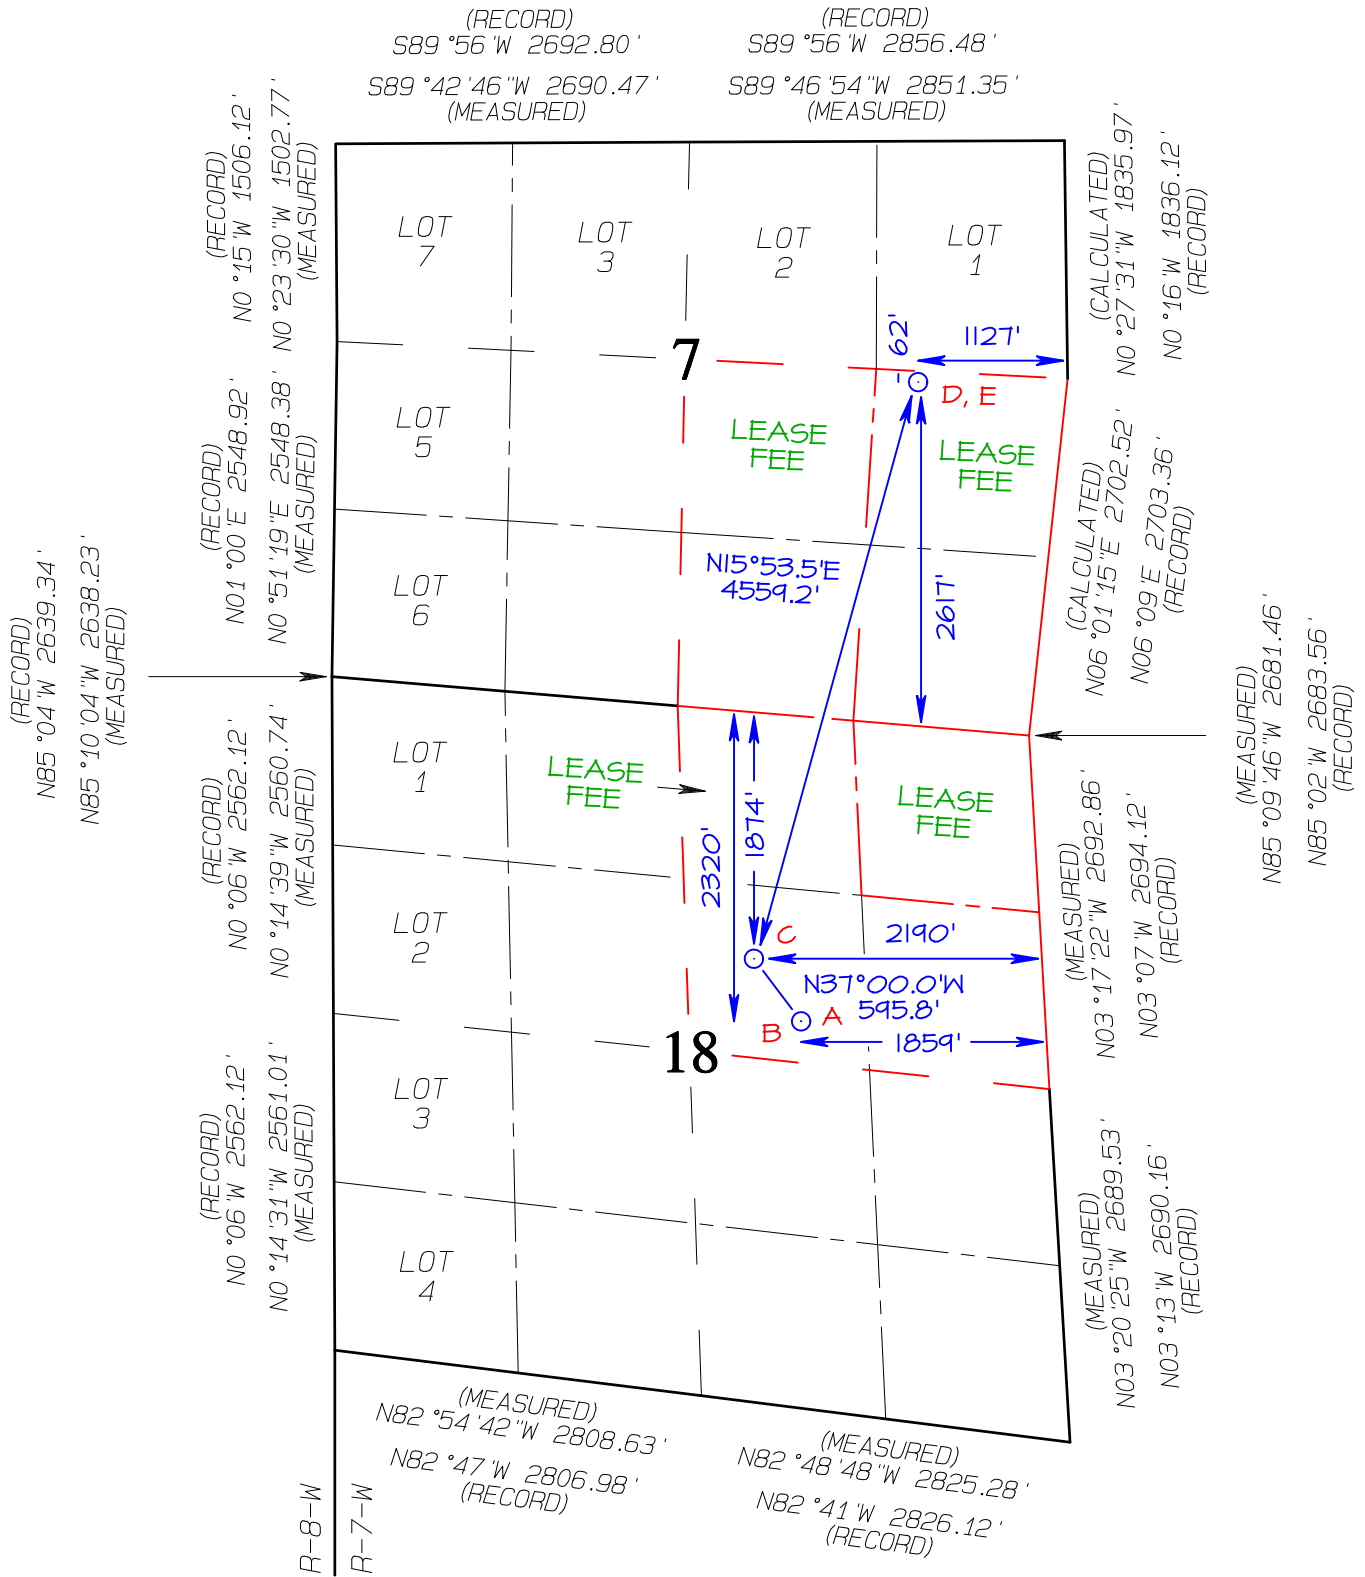 (RECORD)
S89°56'W 2692.80'
S89°42'46"W 2690.47'
(MEASURED)
(RECORD)
S89°56'W 2856.48'
S89°46'54"W 2851.35'
(MEASURED)
(RECORD)
N0°15'W 1506.12'
N0°23'30"W 1502.77'
(MEASURED)
(CALCULATED)
N0°27'31"W 1835.97'
N0°16'W 1836.12'
(RECORD)
LOT
7
LOT
3
LOT
2
LOT
1
7
62'
1127'
D, E
(RECORD)
N01°00'E 2548.92'
N0°51'19"E 2548.38'
(MEASURED)
LOT
5
LEASE
FEE
LEASE
FEE
(CALCULATED)
N06°01'15"E 2702.52'
N06°09'E 2703.36'
(RECORD)
LOT
6
N15°53.5'E
4559.2'
2617'
(RECORD)
N85°04'W 2639.34'
N85°10'04"W 2638.23'
(MEASURED)
(MEASURED)
N85°09'46"W 2681.46'
N85°02'W 2683.56'
(RECORD)
(RECORD)
N0°06'W 2562.12'
N0°14'39"W 2560.74'
(MEASURED)
LOT
1
LEASE
FEE
LEASE
FEE
2320'
1874'
(MEASURED)
N03°17'22"W 2692.86'
N03°07'W 2694.12'
(RECORD)
LOT
2
C
2190'
N37°00.0'W
595.8'
B
A
1859'
18
(RECORD)
N0°06'W 2562.12'
N0°14'31"W 2561.01'
(MEASURED)
LOT
3
LOT
4
(MEASURED)
N03°20'25"W 2689.53'
N03°13'W 2690.16'
(RECORD)
(MEASURED)
N82°54'42"W 2808.63'
N82°47'W 2806.98'
(RECORD)
(MEASURED)
N82°48'48"W 2825.28'
N82°41'W 2826.12'
(RECORD)
R-8-W
R-7-W